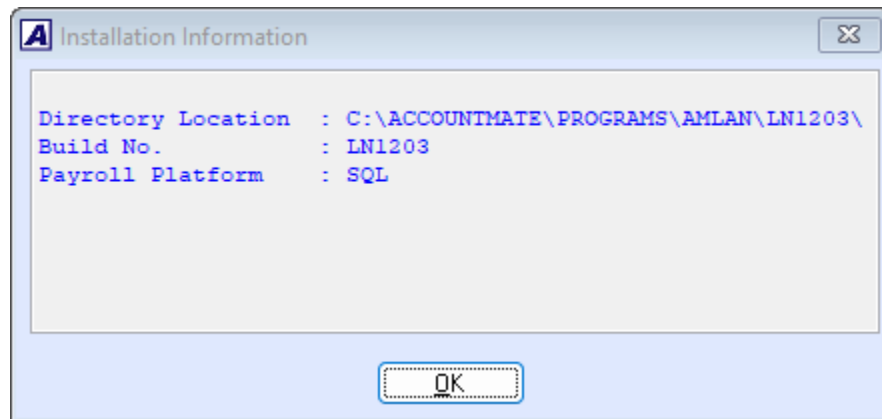 Installation Information
Directory Location : C:\ACCOUNTMATE\PROGRAMS\AMLAN\LN1203\
Build No. : LN1203
Payroll Platform : SQL
OK